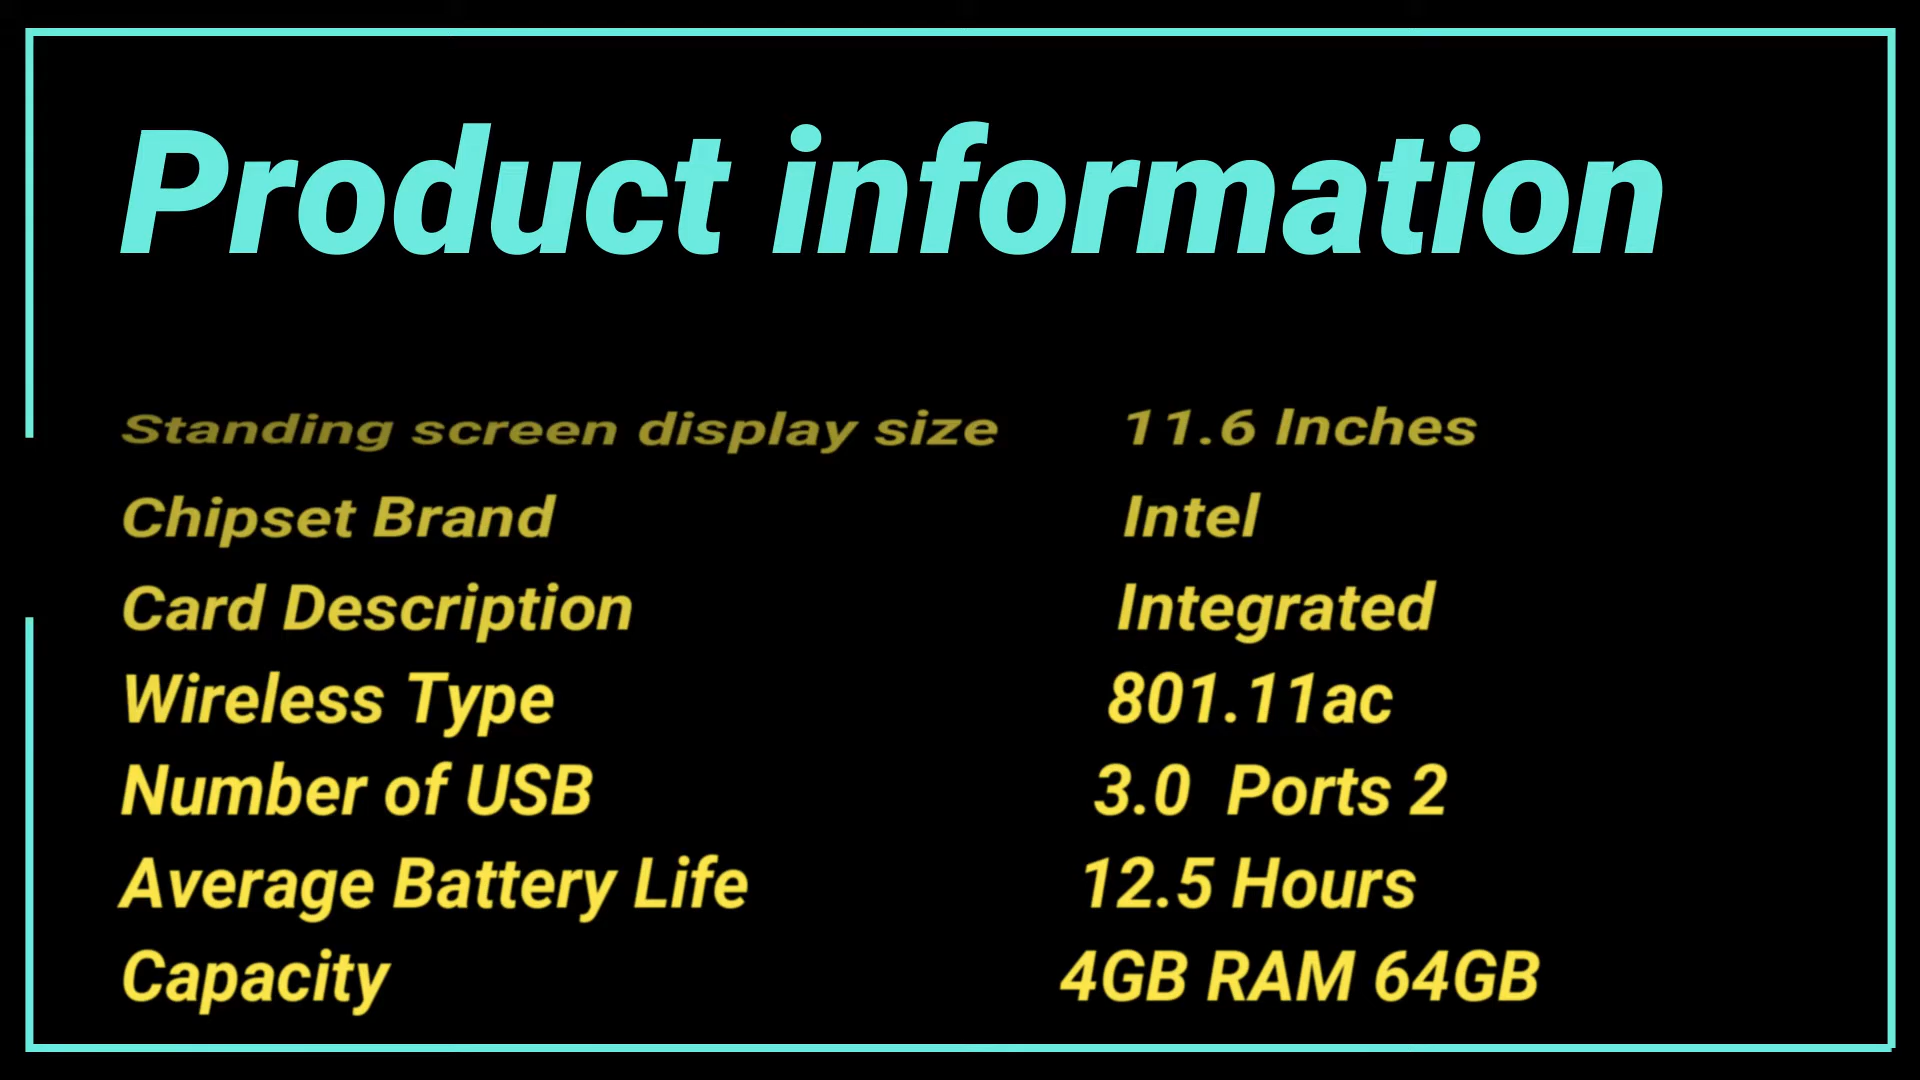 Product information
Standing screen display size 11.6 Inches
Chipset Brand Intel
Card Description Integrated
Wireless Type 801.11ac
Number of USB 3.0 Ports 2
Average Battery Life 12.5 Hours
Capacity 4GB RAM 64GB